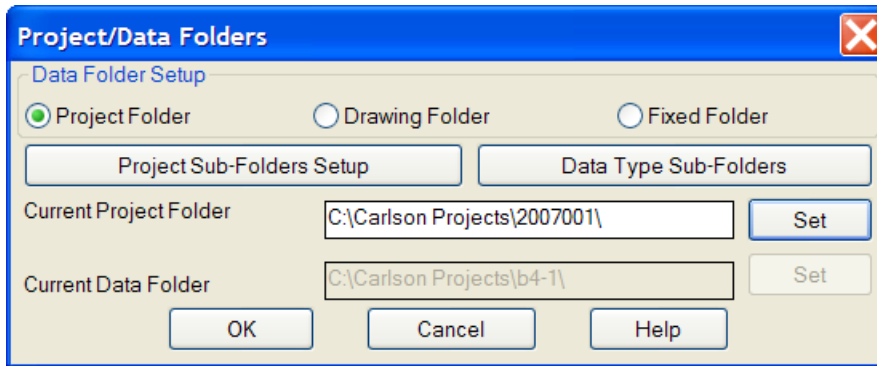 Project/Data Folders
Data Folder Setup
Project Folder Drawing Folder Fixed Folder
Project Sub-Folders Setup Data Type Sub-Folders
Current Project Folder C:\Carlson Projects\2007001\ Set
Current Data Folder C:\Carlson Projects\b4-1\ Set
OK Cancel Help